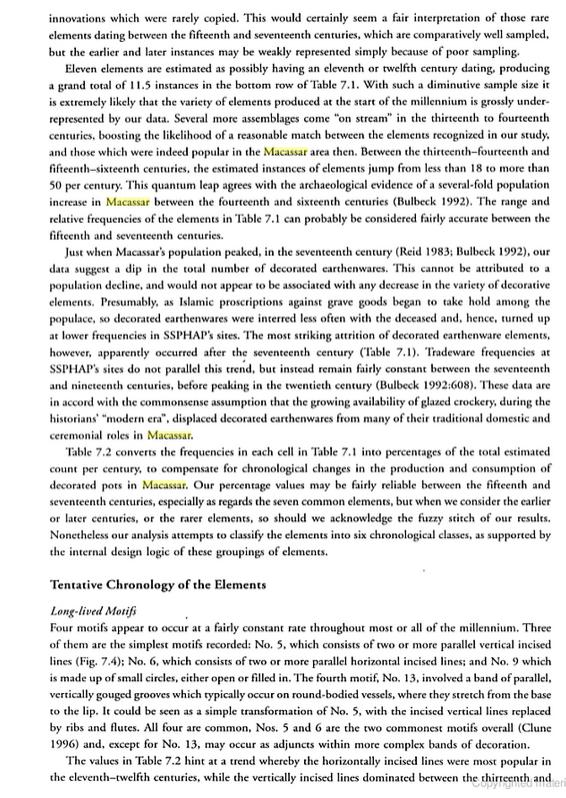 innovations which were rarely copied. This would certainly seem a fair interpretation of those rare
elements dating between the fifteenth and seventeenth centuries, which are comparatively well sampled,
but the earlier and later instances may be weakly represented simply because of poor sampling.
Eleven elements are estimated as possibly having an eleventh or twelfth century dating, producing
a grand total of 11.5 instances in the bottom row of Table 7.1. With such a diminutive sample size it
is extremely likely that the variety of elements produced at the start of the millennium is grossly under-
represented by our data. Several more assemblages come “on stream” in the thirteenth to fourteenth
centuries, boosting the likelihood of a reasonable match between the elements recognized in our study,
and those which were indeed popular in the Macassar area then. Between the thirteenth–fourteenth and
fifteenth–sixteenth centuries, the estimated instances of elements jump from less than 18 to more than
50 per century. This quantum leap agrees with the archaeological evidence of a several-fold population
increase in Macassar between the fourteenth and sixteenth centuries (Bulbeck 1992). The range and
relative frequencies of the elements in Table 7.1 can probably be considered fairly accurate between the
fifteenth and seventeenth centuries.
Just when Macassar's population peaked, in the seventeenth century (Reid 1983; Bulbeck 1992), our
data suggest a dip in the total number of decorated earthenwares. This cannot be attributed to a
population decline, and would not appear to be associated with any decrease in the variety of decorative
elements. Presumably, as Islamic proscriptions against grave goods began to take hold among the
populace, so decorated earthenwares were interred less often with the deceased and, hence, turned up
at lower frequencies in SSPHAP's sites. The most striking attrition of decorated earthenware elements,
however, apparently occurred after the seventeenth century (Table 7.1). Tradeware frequencies at
SSPHAP's sites do not parallel this trend, but instead remain fairly constant between the seventeenth
and nineteenth centuries, before peaking in the twentieth century (Bulbeck 1992:608). These data are
in accord with the commonsense assumption that the growing availability of glazed crockery, during the
historians' “modern era”, displaced decorated earthenwares from many of their traditional domestic and
ceremonial roles in Macassar.
Table 7.2 converts the frequencies in each cell in Table 7.1 into percentages of the total estimated
count per century, to compensate for chronological changes in the production and consumption of
decorated pots in Macassar. Our percentage values may be fairly reliable between the fifteenth and
seventeenth centuries, especially as regards the seven common elements, but when we consider the earlier
or later centuries, or the rarer elements, so should we acknowledge the fuzzy stitch of our results.
Nonetheless our analysis attempts to classify the elements into six chronological classes, as supported by
the internal design logic of these groupings of elements.
Tentative Chronology of the Elements
Long-lived Motifs
Four motifs appear to occur at a fairly constant rate throughout most or all of the millennium. Three
of them are the simplest motifs recorded: No. 5, which consists of two or more parallel vertical incised
lines (Fig. 7.4); No. 6, which consists of two or more parallel horizontal incised lines; and No. 9 which
is made up of small circles, either open or filled in. The fourth motif, No. 13, involved a band of parallel,
vertically gouged grooves which typically occur on round-bodied vessels, where they stretch from the base
to the lip. It could be seen as a simple transformation of No. 5, with the incised vertical lines replaced
by ribs and flutes. All four are common, Nos. 5 and 6 are the two commonest motifs overall (Clune
1996) and, except for No. 13, may occur as adjuncts within more complex bands of decoration.
The values in Table 7.2 hint at a trend whereby the horizontally incised lines were most popular in
the eleventh–twelfth centuries, while the vertically incised lines dominated between the thirteenth and
Copyrighted materi